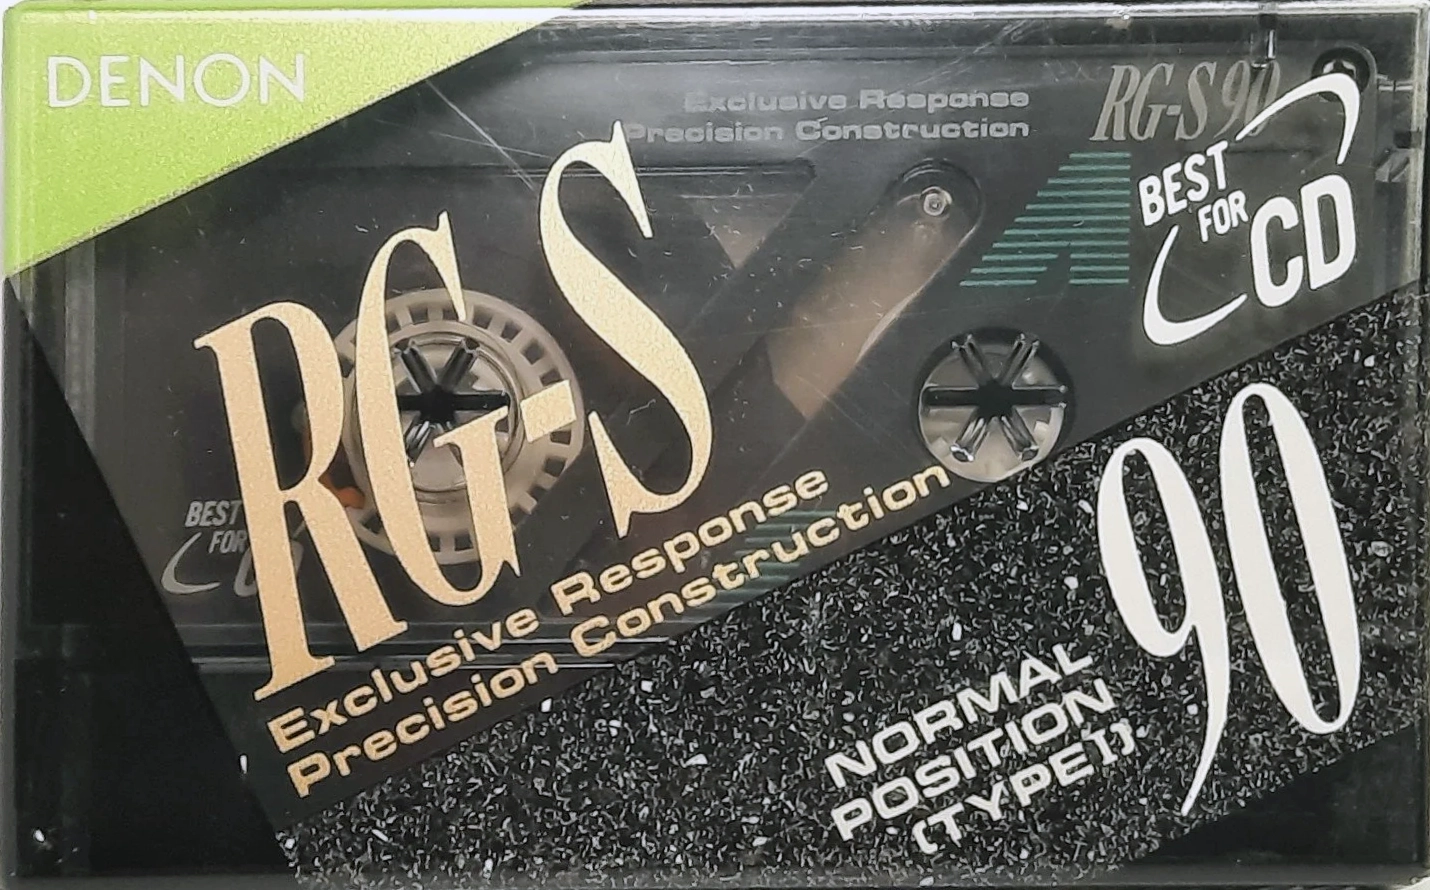 DENON
Exclusive Response
Precision Construction
RG-S 90
BEST
FOR
CD
RG-S
Exclusive Response
Precision Construction
BEST
FOR
90
NORMAL
POSITION
(TYPE I)